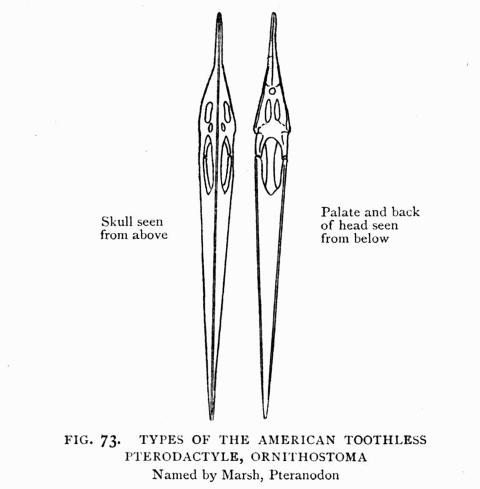 Skull seen
from above
Palate and back
of head seen
from below
FIG. 73. TYPES OF THE AMERICAN TOOTHLESS
PTERODACTYLE, ORNITHOSTOMA
Named by Marsh, Pteranodon